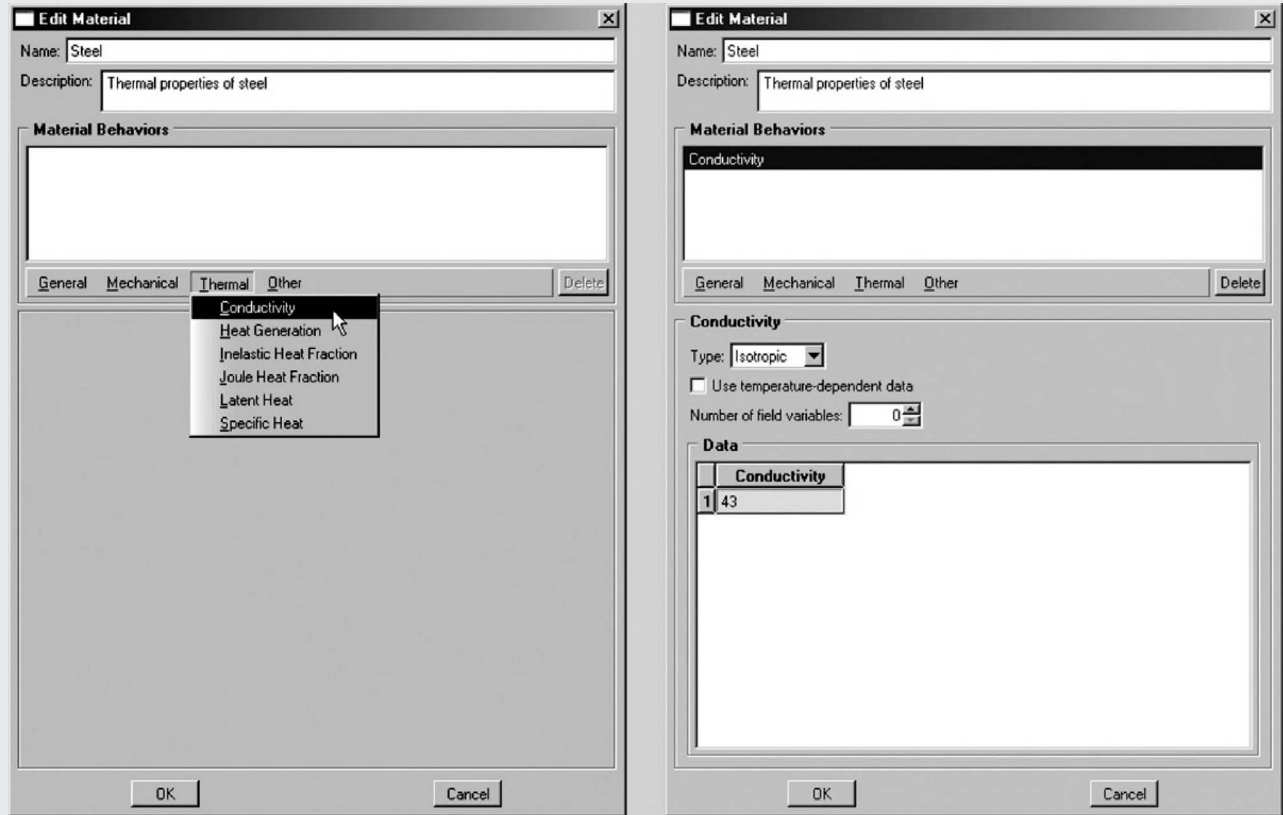 Edit Material
Name: Steel
Description: Thermal properties of steel
Material Behaviors
General Mechanical Thermal Other Delete
Conductivity
Heat Generation
Inelastic Heat Fraction
Joule Heat Fraction
Latent Heat
Specific Heat
OK Cancel
Edit Material
Name: Steel
Description: Thermal properties of steel
Material Behaviors
Conductivity
General Mechanical Thermal Other Delete
Conductivity
Type: Isotropic
Use temperature-dependent data
Number of field variables: 0
Data
Conductivity
1 43
OK Cancel